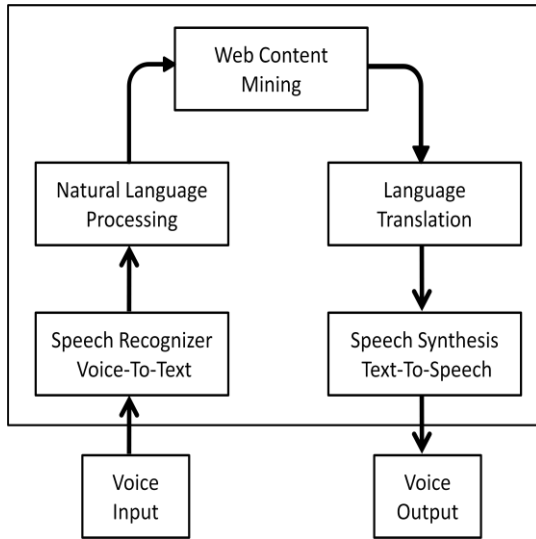 Web Content
Mining
Natural Language
Processing
Language
Translation
Speech Recognizer
Voice-To-Text
Speech Synthesis
Text-To-Speech
Voice
Input
Voice
Output